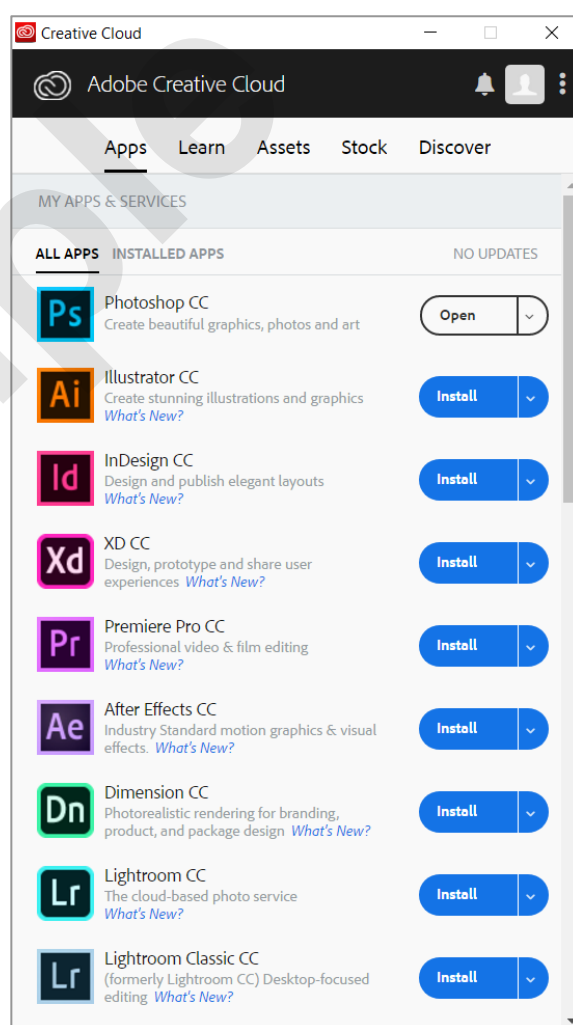 Creative Cloud
Adobe Creative Cloud
Apps Learn Assets Stock Discover
MY APPS & SERVICES
ALL APPS INSTALLED APPS NO UPDATES
Ps
Photoshop CC
Create beautiful graphics, photos and art
Open
Ai
Illustrator CC
Create stunning illustrations and graphics
What's New?
Install
Id
InDesign CC
Design and publish elegant layouts
What's New?
Install
Xd
XD CC
Design, prototype and share user
experiences What's New?
Install
Pr
Premiere Pro CC
Professional video & film editing
What's New?
Install
Ae
After Effects CC
Industry Standard motion graphics & visual
effects. What's New?
Install
Dn
Dimension CC
Photorealistic rendering for branding,
product, and package design What's New?
Install
Lr
Lightroom CC
The cloud-based photo service
What's New?
Install
Lr
Lightroom Classic CC
(formerly Lightroom CC) Desktop-focused
editing What's New?
Install